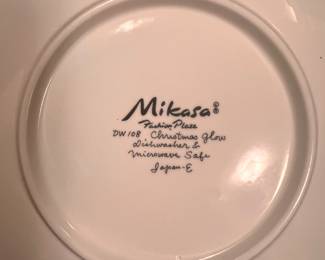 Mikasa®
Fashion Plaza
DW108 Christmas Glow
Dishwasher &
Microwave Safe
Japan-E